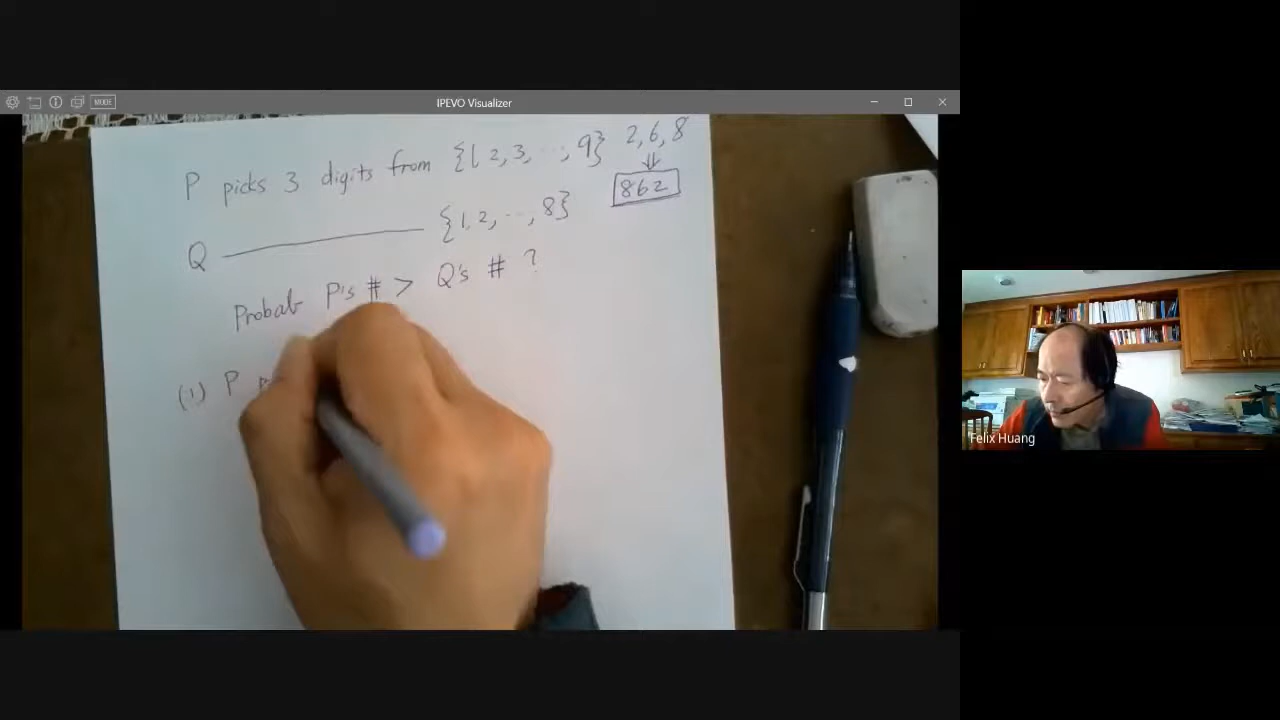 MODE
IPEVO Visualizer
P picks 3 digits from {1, 2, 3, ..., 9} 2, 6, 8
⇓
862
Q ———— {1, 2, ..., 8}
Probab P's # > Q's # ?
(1) P
Felix Huang